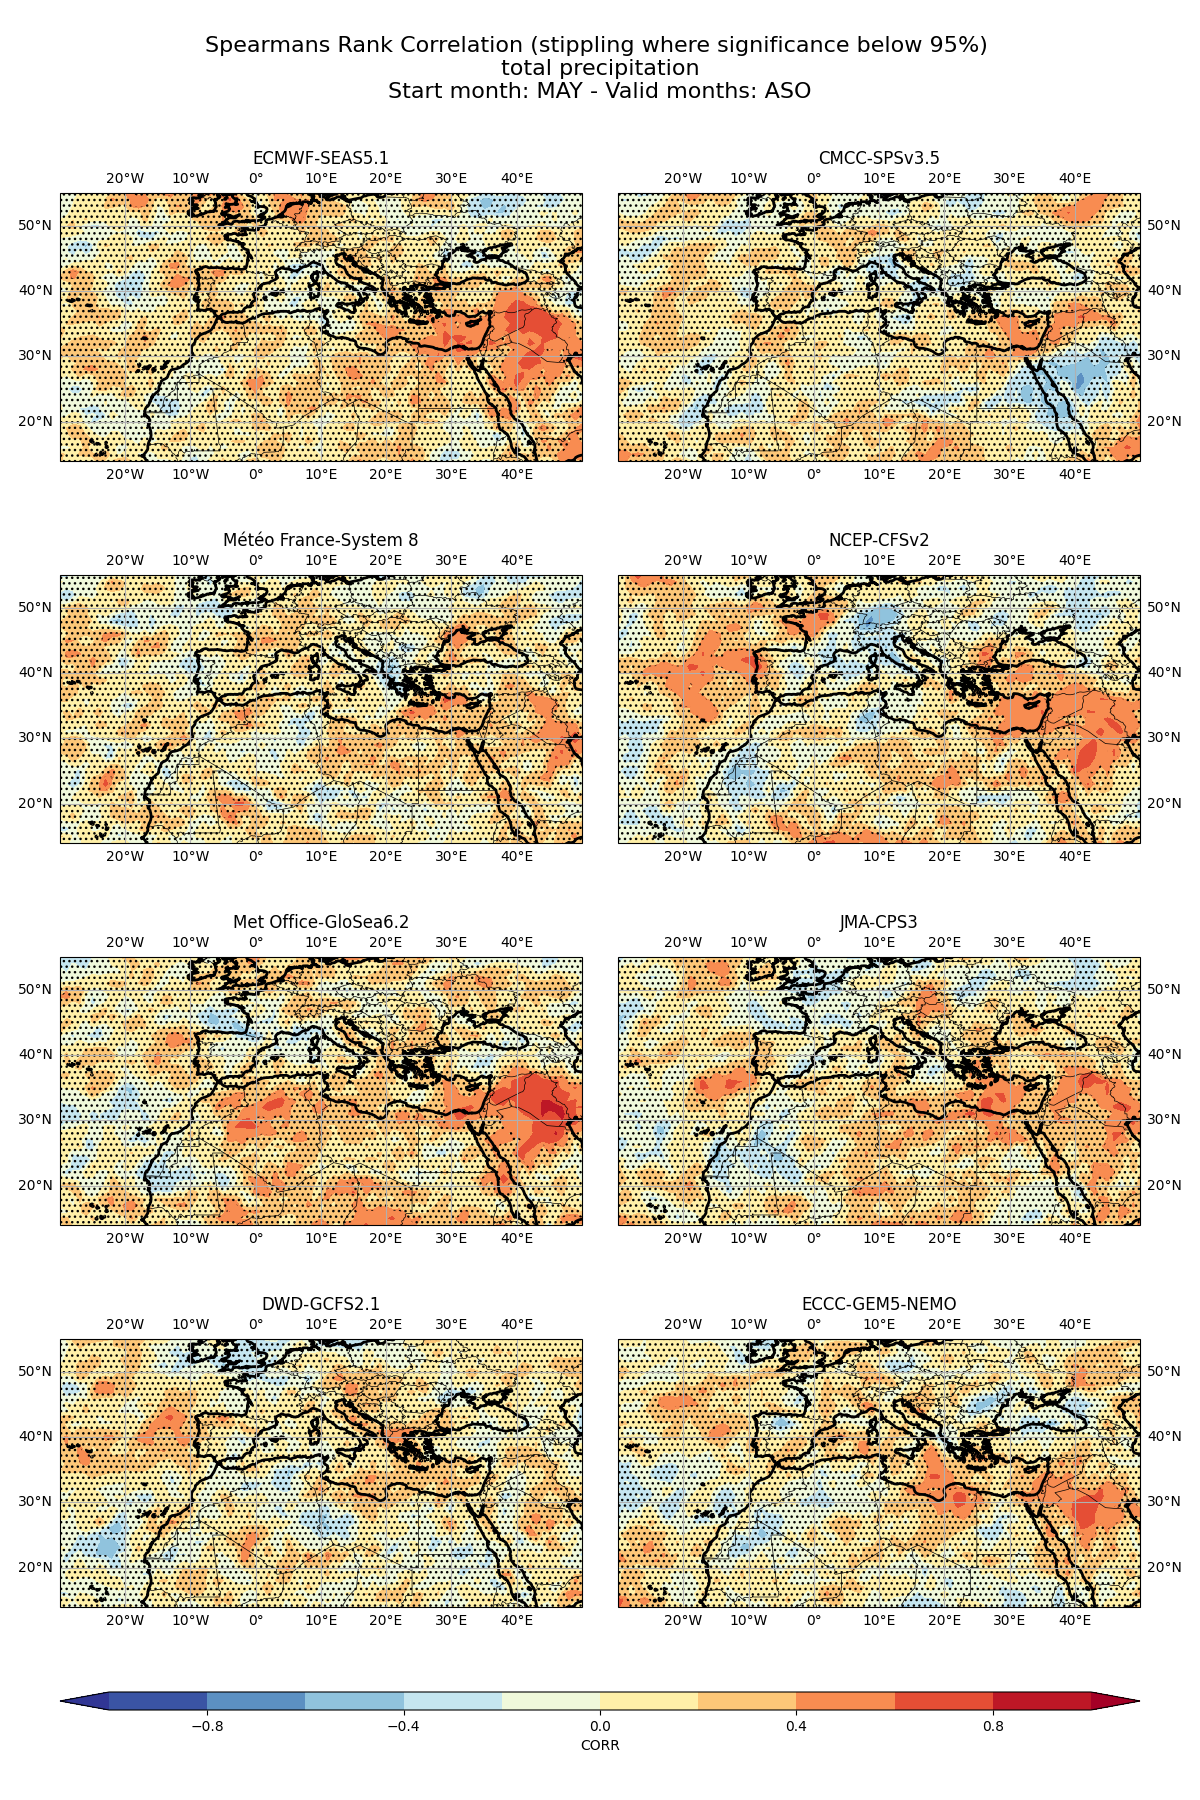 Spearmans Rank Correlation (stippling where significance below 95%)
total precipitation
Start month: MAY - Valid months: ASO
ECMWF-SEAS5.1 CMCC-SPSv3.5
20°W 10°W 0° 10°E 20°E 30°E 40°E 20°W 10°W 0° 10°E 20°E 30°E 40°E
50°N 50°N
40°N 40°N
30°N 30°N
20°N 20°N
20°W 10°W 0° 10°E 20°E 30°E 40°E 20°W 10°W 0° 10°E 20°E 30°E 40°E
Météo France-System 8 NCEP-CFSv2
20°W 10°W 0° 10°E 20°E 30°E 40°E 20°W 10°W 0° 10°E 20°E 30°E 40°E
50°N 50°N
40°N 40°N
30°N 30°N
20°N 20°N
20°W 10°W 0° 10°E 20°E 30°E 40°E 20°W 10°W 0° 10°E 20°E 30°E 40°E
Met Office-GloSea6.2 JMA-CPS3
20°W 10°W 0° 10°E 20°E 30°E 40°E 20°W 10°W 0° 10°E 20°E 30°E 40°E
50°N 50°N
40°N 40°N
30°N 30°N
20°N 20°N
20°W 10°W 0° 10°E 20°E 30°E 40°E 20°W 10°W 0° 10°E 20°E 30°E 40°E
DWD-GCFS2.1 ECCC-GEM5-NEMO
20°W 10°W 0° 10°E 20°E 30°E 40°E 20°W 10°W 0° 10°E 20°E 30°E 40°E
50°N 50°N
40°N 40°N
30°N 30°N
20°N 20°N
20°W 10°W 0° 10°E 20°E 30°E 40°E 20°W 10°W 0° 10°E 20°E 30°E 40°E
−0.8 −0.4 0.0 0.4 0.8
CORR